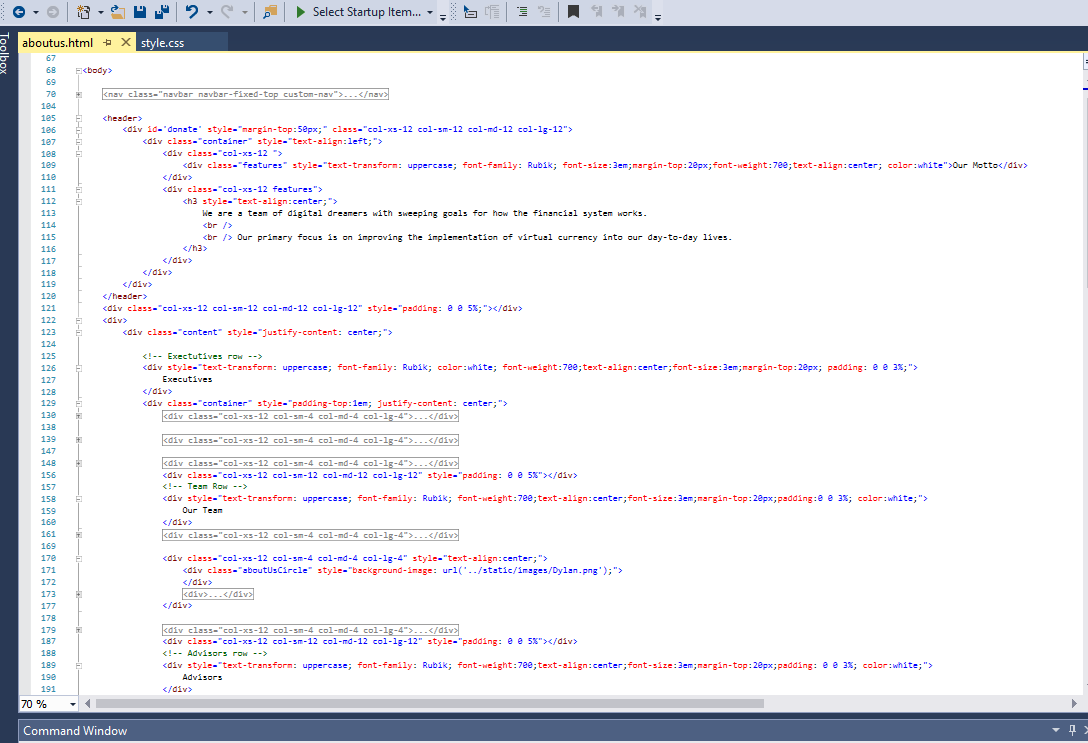 Select Startup Item...
Toolbox
aboutus.html
style.css
67
68 <body>
69
70 <nav class="navbar navbar-fixed-top custom-nav">...</nav>
104
105 <header>
106 <div id='donate' style="margin-top:50px;" class="col-xs-12 col-sm-12 col-md-12 col-lg-12">
107 <div class="container" style="text-align:left;">
108 <div class="col-xs-12 ">
109 <div class="features" style="text-transform: uppercase; font-family: Rubik; font-size:3em;margin-top:20px;font-weight:700;text-align:center; color:white">Our Motto</div>
110 </div>
111 <div class="col-xs-12 features">
112 <h3 style="text-align:center;">
113 We are a team of digital dreamers with sweeping goals for how the financial system works.
114 <br />
115 <br /> Our primary focus is on improving the implementation of virtual currency into our day-to-day lives.
116 </h3>
117 </div>
118 </div>
119 </div>
120 </header>
121 <div class="col-xs-12 col-sm-12 col-md-12 col-lg-12" style="padding: 0 0 5%;"></div>
122 <div>
123 <div class="content" style="justify-content: center;">
124
125 <!-- Exectutives row -->
126 <div style="text-transform: uppercase; font-family: Rubik; color:white; font-weight:700;text-align:center;font-size:3em;margin-top:20px; padding: 0 0 3%;">
127 Executives
128 </div>
129 <div class="container" style="padding-top:1em; justify-content: center;">
130 <div class="col-xs-12 col-sm-4 col-md-4 col-lg-4">...</div>
138
139 <div class="col-xs-12 col-sm-4 col-md-4 col-lg-4">...</div>
147
148 <div class="col-xs-12 col-sm-4 col-md-4 col-lg-4">...</div>
156 <div class="col-xs-12 col-sm-12 col-md-12 col-lg-12" style="padding: 0 0 5%"></div>
157 <!-- Team Row -->
158 <div style="text-transform: uppercase; font-family: Rubik; font-weight:700;text-align:center;font-size:3em;margin-top:20px;padding:0 0 3%; color:white;">
159 Our Team
160 </div>
161 <div class="col-xs-12 col-sm-4 col-md-4 col-lg-4">...</div>
169
170 <div class="col-xs-12 col-sm-4 col-md-4 col-lg-4" style="text-align:center;">
171 <div class="aboutUsCircle" style="background-image: url('../static/images/Dylan.png');">
172 </div>
173 <div>...</div>
177 </div>
178
179 <div class="col-xs-12 col-sm-4 col-md-4 col-lg-4">...</div>
187 <div class="col-xs-12 col-sm-12 col-md-12 col-lg-12" style="padding: 0 0 5%"></div>
188 <!-- Advisors row -->
189 <div style="text-transform: uppercase; font-family: Rubik; font-weight:700;text-align:center;font-size:3em;margin-top:20px;padding: 0 0 3%; color:white;">
190 Advisors
191 </div>
70 %
Command Window